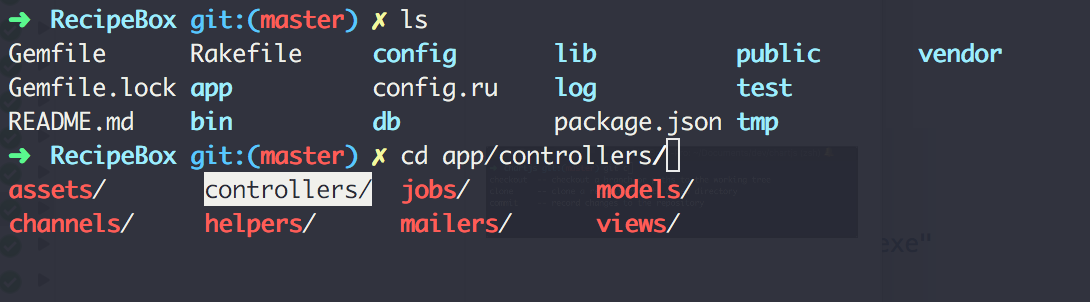 ➜ RecipeBox git:(master) ✗ ls
Gemfile Rakefile config lib public vendor
Gemfile.lock app config.ru log test
README.md bin db package.json tmp
➜ RecipeBox git:(master) ✗ cd app/controllers/
assets/ controllers/ jobs/ models/
channels/ helpers/ mailers/ views/
exe"